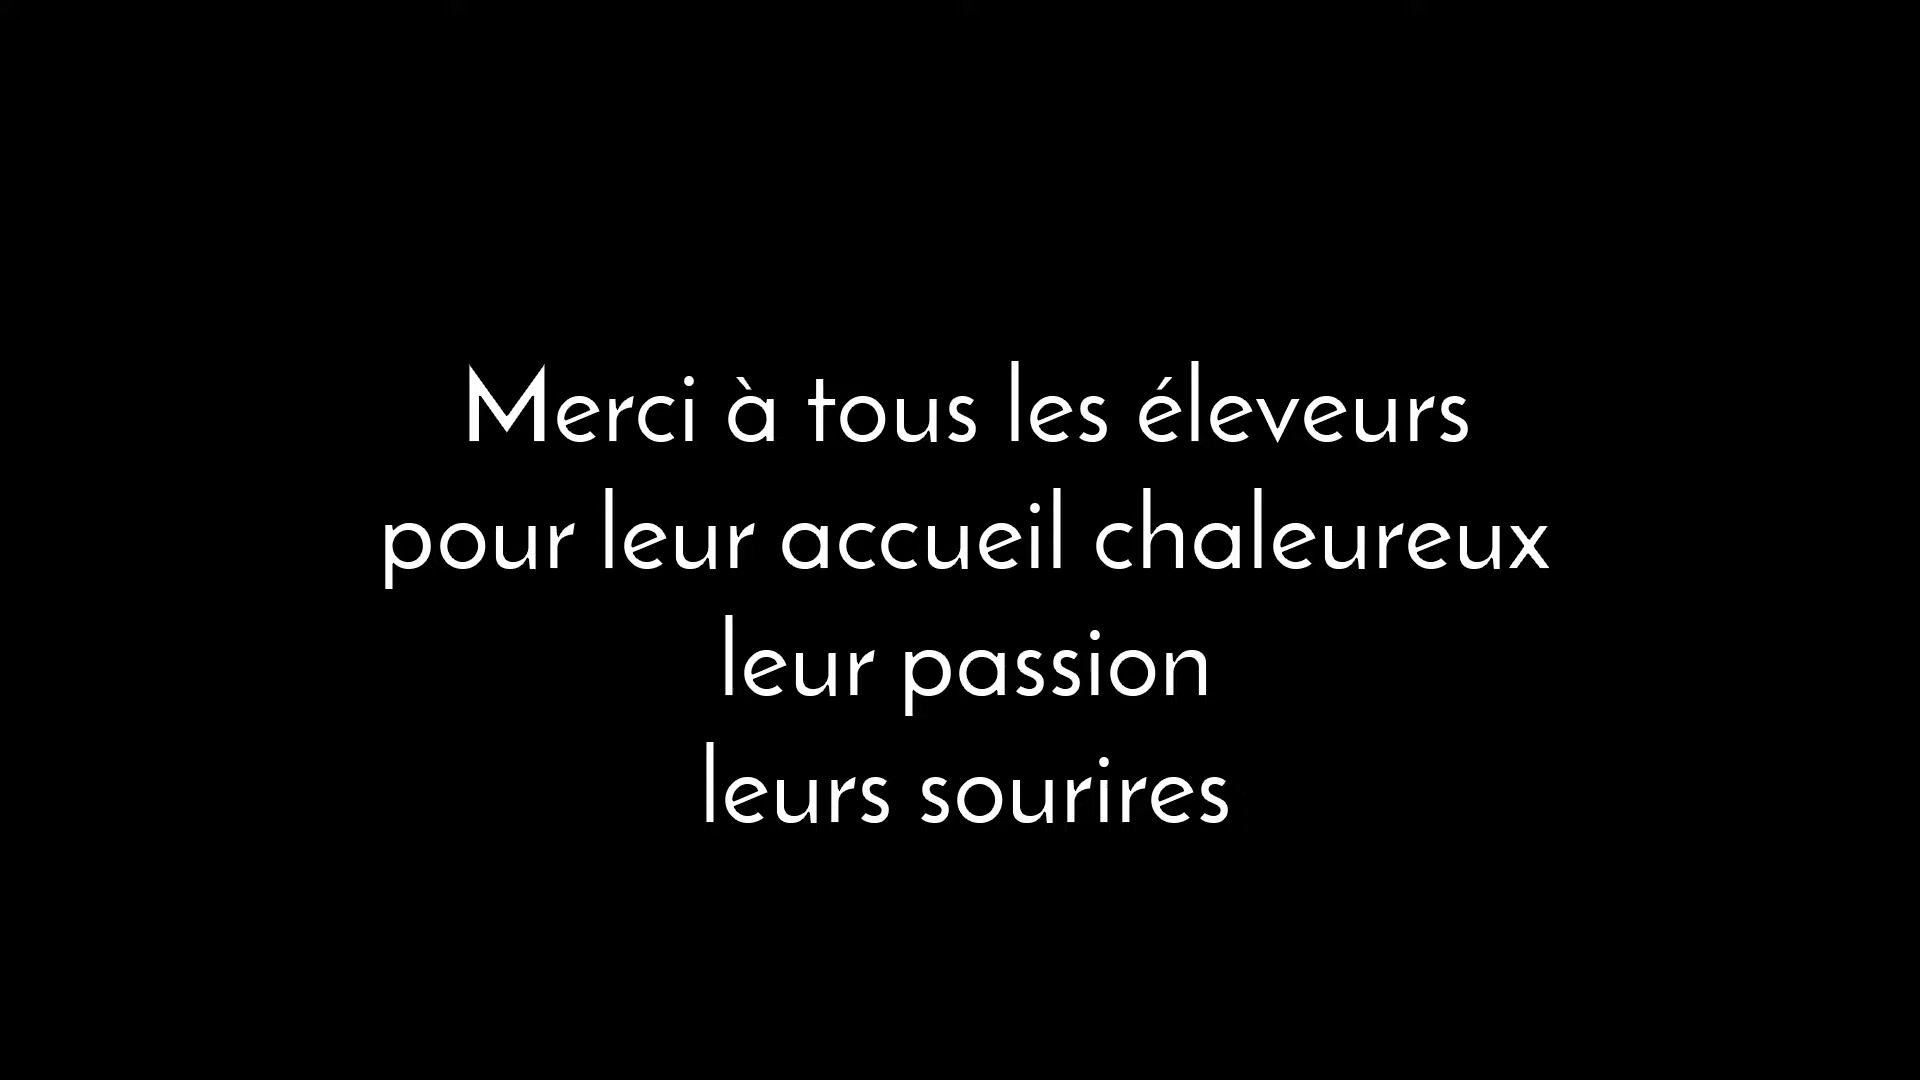 Merci à tous les éleveurs
pour leur accueil chaleureux
leur passion
leurs sourires